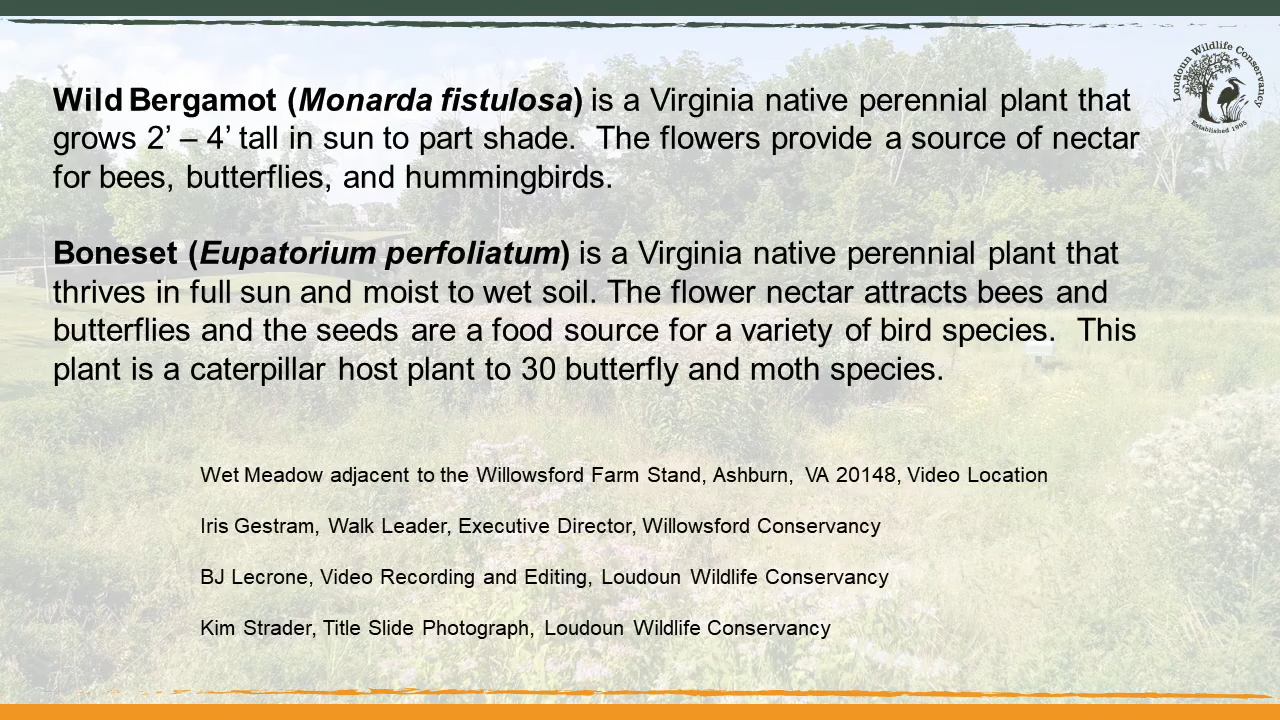 Loudoun Wildlife Conservancy
Established 1995
Wild Bergamot (Monarda fistulosa) is a Virginia native perennial plant that
grows 2’ – 4’ tall in sun to part shade.  The flowers provide a source of nectar
for bees, butterflies, and hummingbirds.
Boneset (Eupatorium perfoliatum) is a Virginia native perennial plant that
thrives in full sun and moist to wet soil. The flower nectar attracts bees and
butterflies and the seeds are a food source for a variety of bird species.  This
plant is a caterpillar host plant to 30 butterfly and moth species.
Wet Meadow adjacent to the Willowsford Farm Stand, Ashburn,  VA 20148, Video Location
Iris Gestram, Walk Leader, Executive Director, Willowsford Conservancy
BJ Lecrone, Video Recording and Editing, Loudoun Wildlife Conservancy
Kim Strader, Title Slide Photograph, Loudoun Wildlife Conservancy